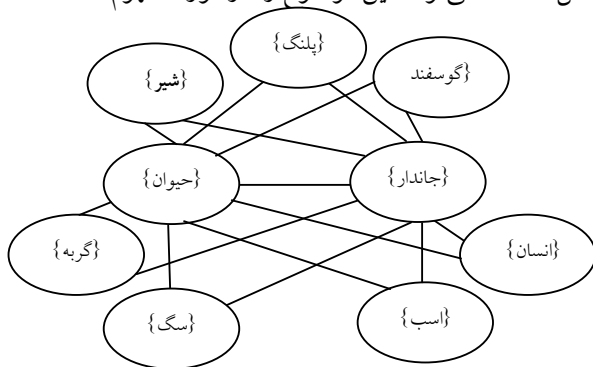 {پلنگ}
{شیر}
{گوسفند
{حیوان}
{جاندار}
{گربه}
{انسان}
{سگ}
{اسب}